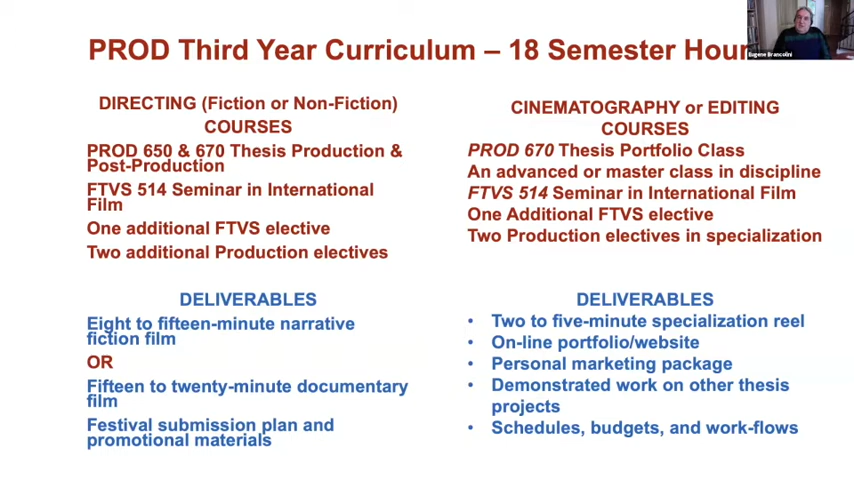 PROD Third Year Curriculum – 18 Semester Hou
Eugene Brancolini
DIRECTING (Fiction or Non-Fiction)
COURSES
PROD 650 & 670 Thesis Production &
Post-Production
FTVS 514 Seminar in International
Film
One additional FTVS elective
Two additional Production electives
DELIVERABLES
Eight to fifteen-minute narrative
fiction film
OR
Fifteen to twenty-minute documentary
film
Festival submission plan and
promotional materials
CINEMATOGRAPHY or EDITING
COURSES
PROD 670 Thesis Portfolio Class
An advanced or master class in discipline
FTVS 514 Seminar in International Film
One Additional FTVS elective
Two Production electives in specialization
DELIVERABLES
• Two to five-minute specialization reel
• On-line portfolio/website
• Personal marketing package
• Demonstrated work on other thesis
projects
• Schedules, budgets, and work-flows